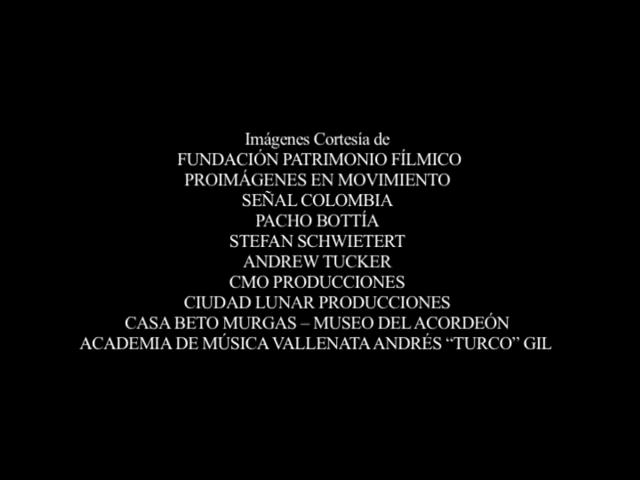 Imágenes Cortesía de
FUNDACIÓN PATRIMONIO FÍLMICO
PROIMÁGENES EN MOVIMIENTO
SEÑAL COLOMBIA
PACHO BOTTÍA
STEFAN SCHWIETERT
ANDREW TUCKER
CMO PRODUCCIONES
CIUDAD LUNAR PRODUCCIONES
CASA BETO MURGAS – MUSEO DEL ACORDEÓN
ACADEMIA DE MÚSICA VALLENATA ANDRÉS “TURCO” GIL